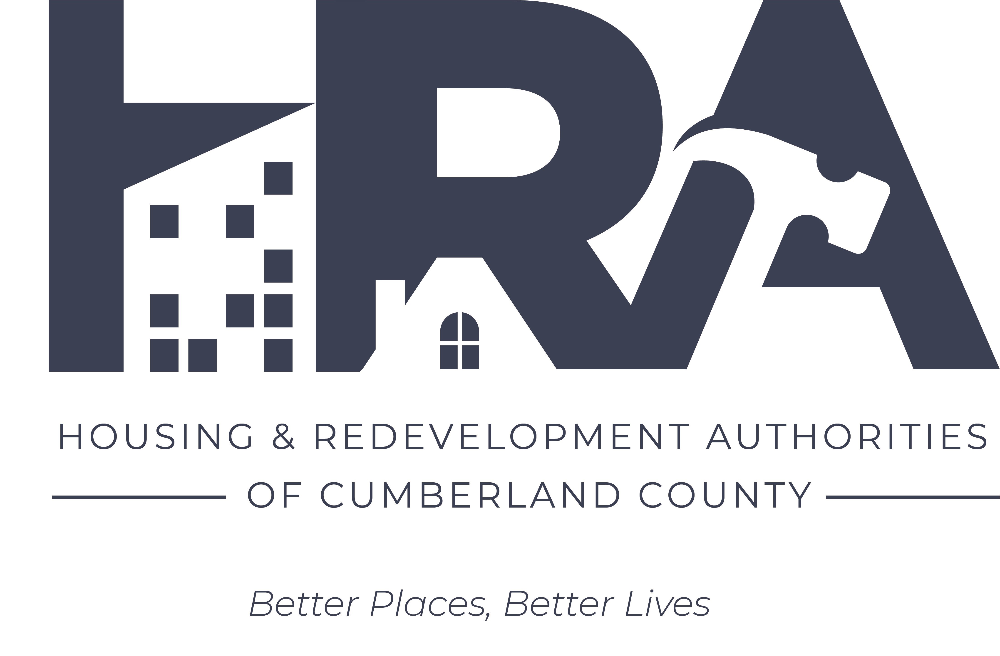 HRA
HOUSING & REDEVELOPMENT AUTHORITIES
OF CUMBERLAND COUNTY
Better Places, Better Lives